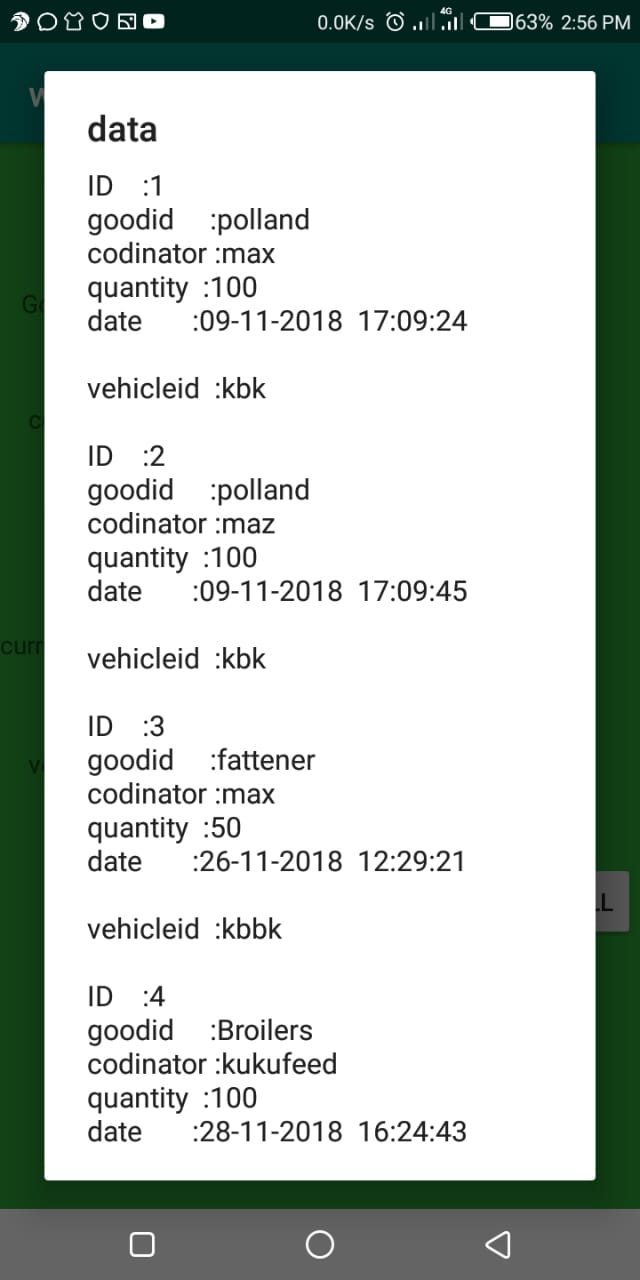 0.0K/s 4G 63% 2:56 PM
data
ID :1
goodid :polland
codinator :max
quantity :100
date :09-11-2018 17:09:24
vehicleid :kbk
ID :2
goodid :polland
codinator :maz
quantity :100
date :09-11-2018 17:09:45
vehicleid :kbk
ID :3
goodid :fattener
codinator :max
quantity :50
date :26-11-2018 12:29:21
vehicleid :kbbk
ID :4
goodid :Broilers
codinator :kukufeed
quantity :100
date :28-11-2018 16:24:43